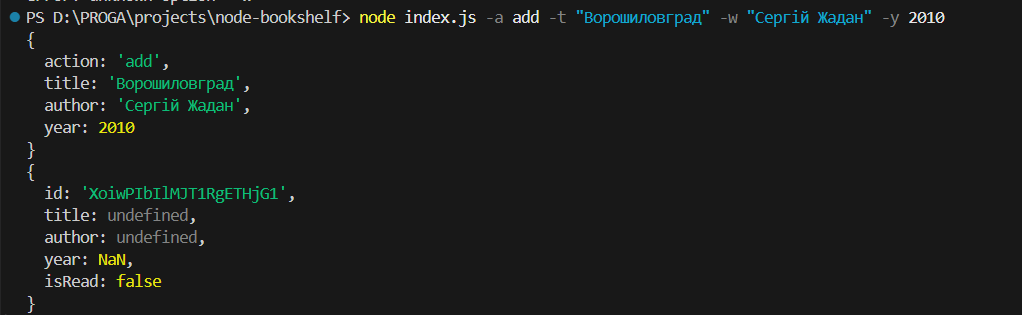 PS D:\PROGA\projects\node-bookshelf> node index.js -a add -t "Ворошиловград" -w "Сергій Жадан" -y 2010
{
  action: 'add',
  title: 'Ворошиловград',
  author: 'Сергій Жадан',
  year: 2010
}
{
  id: 'XoiwPIbIlMJT1RgETHjG1',
  title: undefined,
  author: undefined,
  year: NaN,
  isRead: false
}